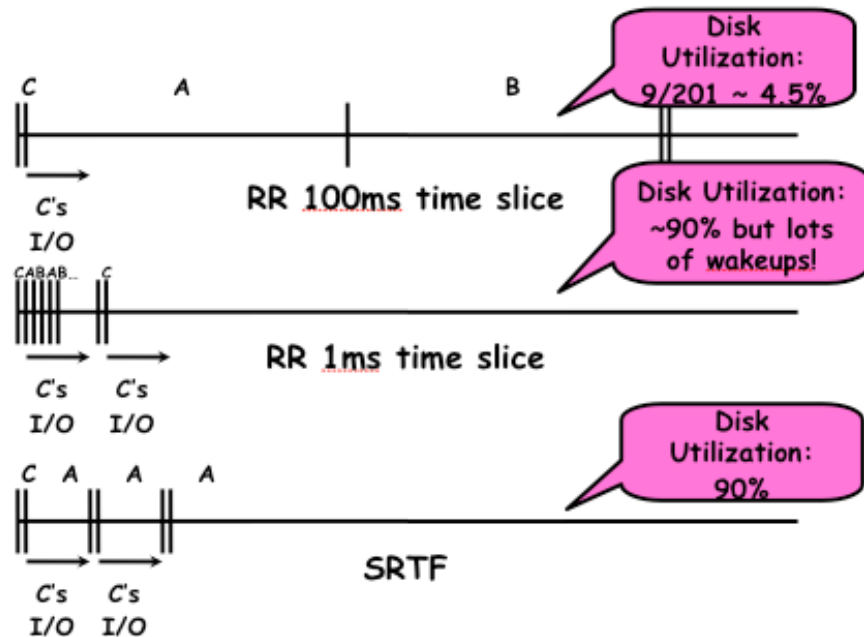 Disk
Utilization:
9/201 ~ 4.5%
C A B
C's
I/O
RR 100ms time slice
Disk Utilization:
~90% but lots
of wakeups!
CABAB... C
RR 1ms time slice
C's C's
I/O I/O
Disk
Utilization:
90%
C A A A
SRTF
C's C's
I/O I/O